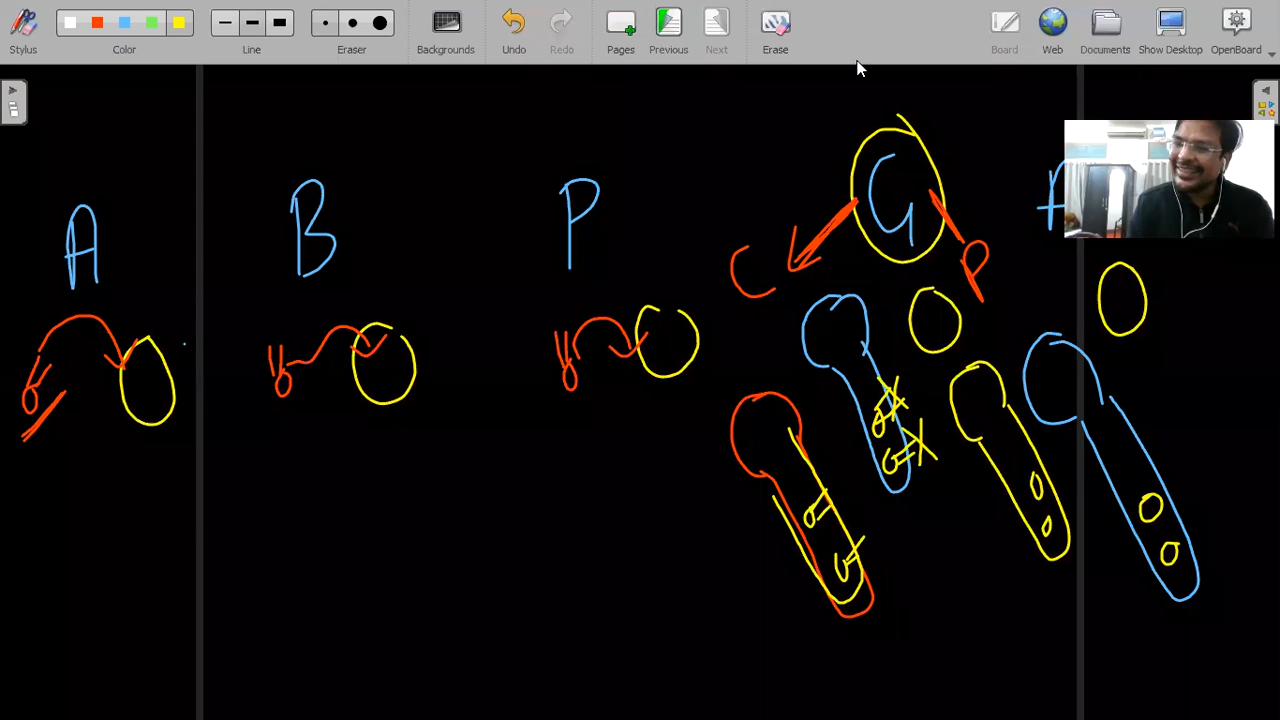 Stylus Color Line Eraser Backgrounds Undo Redo Pages Previous Next Erase Board Web Documents Show Desktop OpenBoard
A B P G
C P